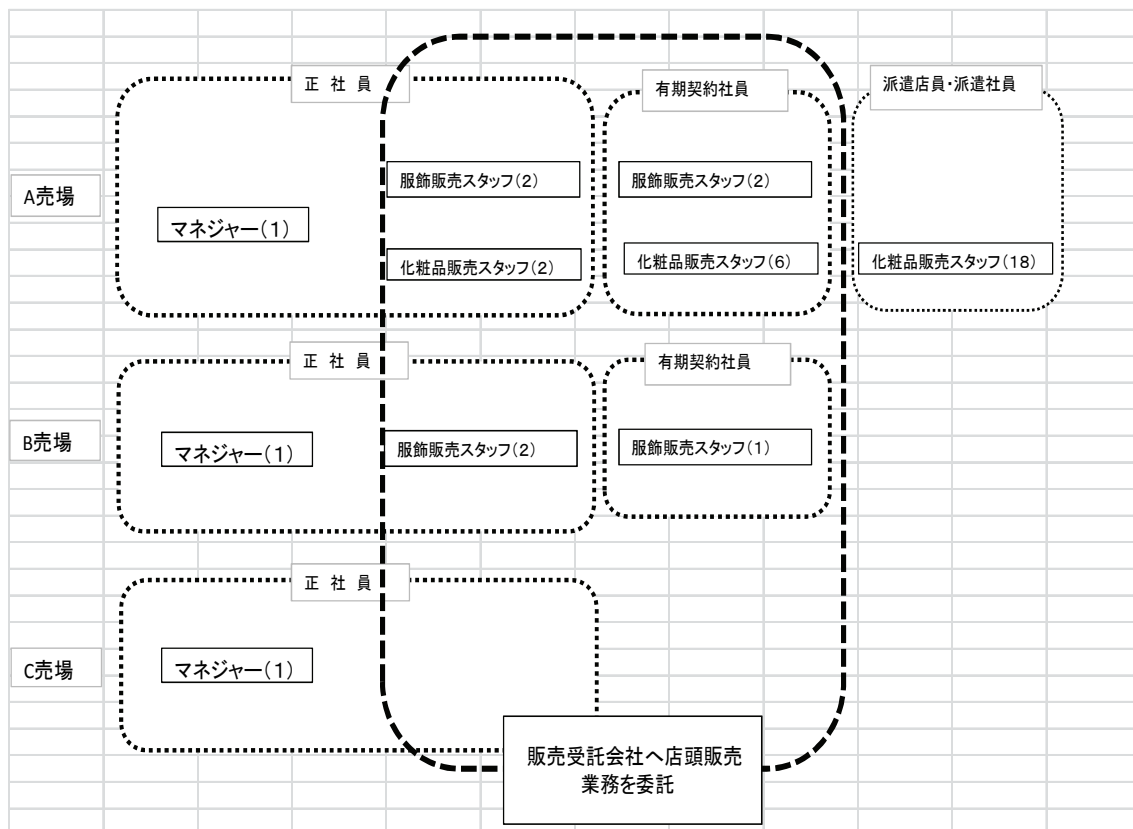 正 社 員
有期契約社員
派遣店員・派遣社員
A売場
マネジャー(1)
服飾販売スタッフ(2)
服飾販売スタッフ(2)
化粧品販売スタッフ(2)
化粧品販売スタッフ(6)
化粧品販売スタッフ(18)
正 社 員
有期契約社員
B売場
マネジャー(1)
服飾販売スタッフ(2)
服飾販売スタッフ(1)
正 社 員
C売場
マネジャー(1)
販売受託会社へ店頭販売
業務を委託